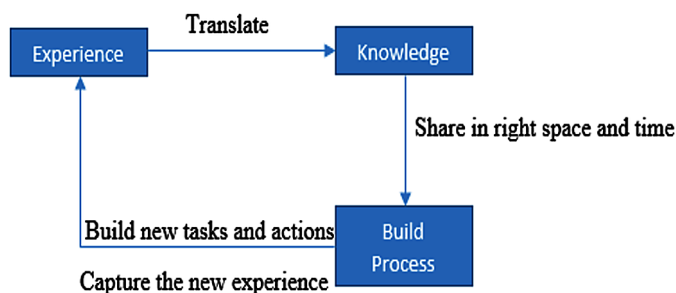 Translate
Experience
Knowledge
Share in right space and time
Build new tasks and actions
Build
Process
Capture the new experience